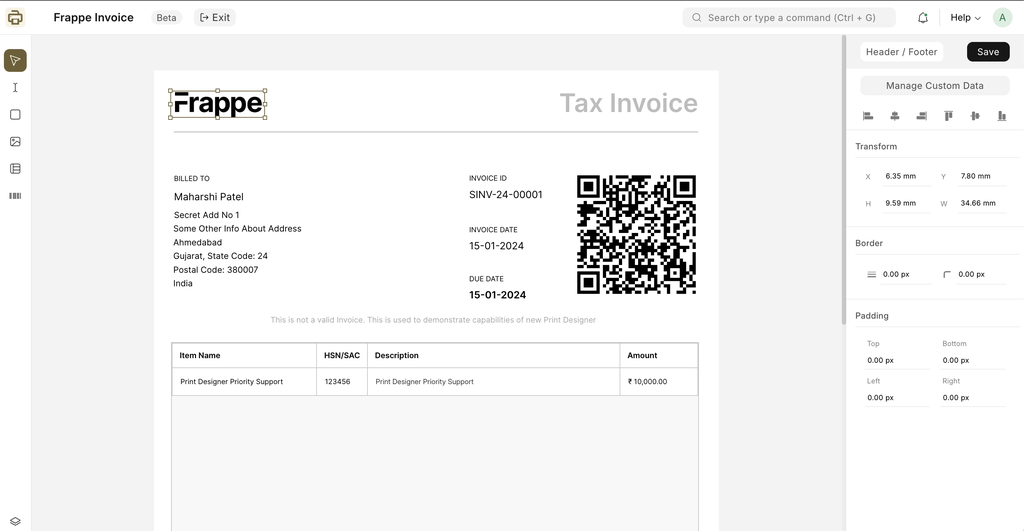 Frappe Invoice
Beta
Exit
Search or type a command (Ctrl + G)
Help
A
Header / Footer
Save
Manage Custom Data
Frappe
Tax Invoice
BILLED TO
Maharshi Patel
Secret Add No 1
Some Other Info About Address
Ahmedabad
Gujarat, State Code: 24
Postal Code: 380007
India
INVOICE ID
SINV-24-00001
INVOICE DATE
15-01-2024
DUE DATE
15-01-2024
This is not a valid Invoice. This is used to demonstrate capabilities of new Print Designer
Item Name HSN/SAC Description Amount
Print Designer Priority Support 123456 Print Designer Priority Support ₹ 10,000.00
Transform
X 6.35 mm Y 7.80 mm
H 9.59 mm W 34.66 mm
Border
0.00 px 0.00 px
Padding
Top Bottom
0.00 px 0.00 px
Left Right
0.00 px 0.00 px